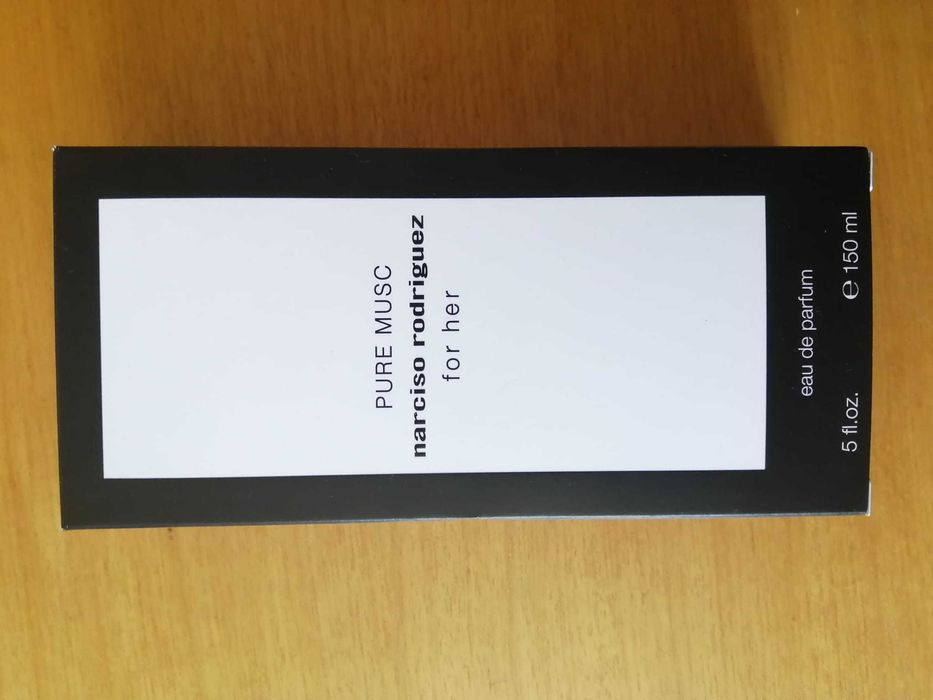 PURE MUSC
narciso rodriguez
for her
eau de parfum
5 fl.oz. ℮ 150 ml